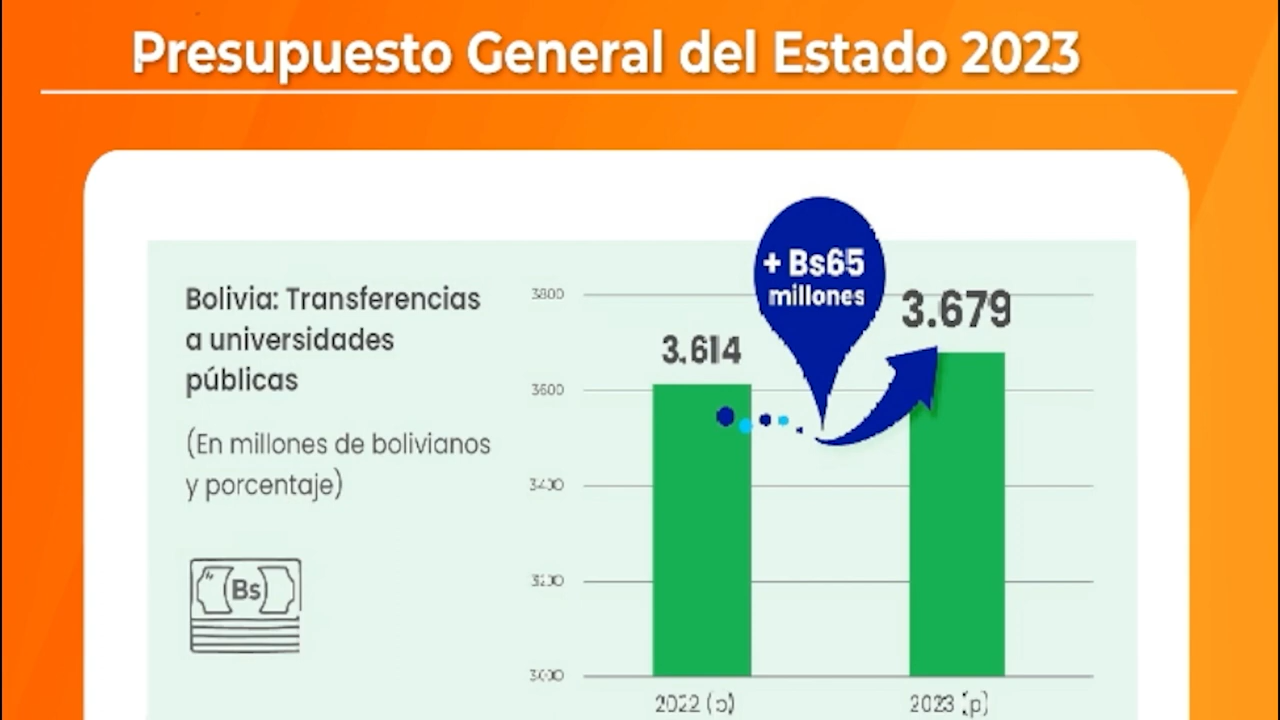 Presupuesto General del Estado 2023
Bolivia: Transferencias
a universidades
públicas
(En millones de bolivianos
y porcentaje)
Bs
+ Bs65
millones
3.614
3.679
3800
3600
3400
3200
3000
2022 (p)
2023 (p)